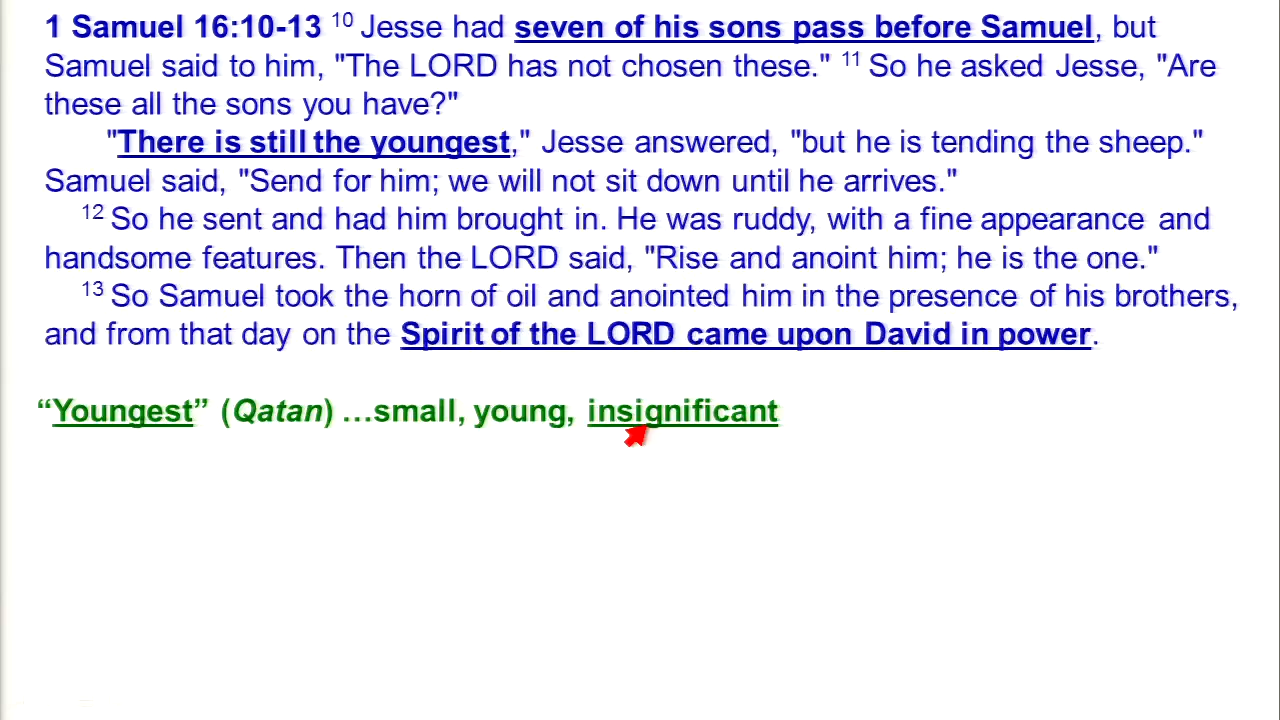 1 Samuel 16:10-13 10 Jesse had seven of his sons pass before Samuel, but
Samuel said to him, "The LORD has not chosen these." 11 So he asked Jesse, "Are
these all the sons you have?"
"There is still the youngest," Jesse answered, "but he is tending the sheep."
Samuel said, "Send for him; we will not sit down until he arrives."
12 So he sent and had him brought in. He was ruddy, with a fine appearance and
handsome features. Then the LORD said, "Rise and anoint him; he is the one."
13 So Samuel took the horn of oil and anointed him in the presence of his brothers,
and from that day on the Spirit of the LORD came upon David in power.
“Youngest” (Qatan) …small, young, insignificant